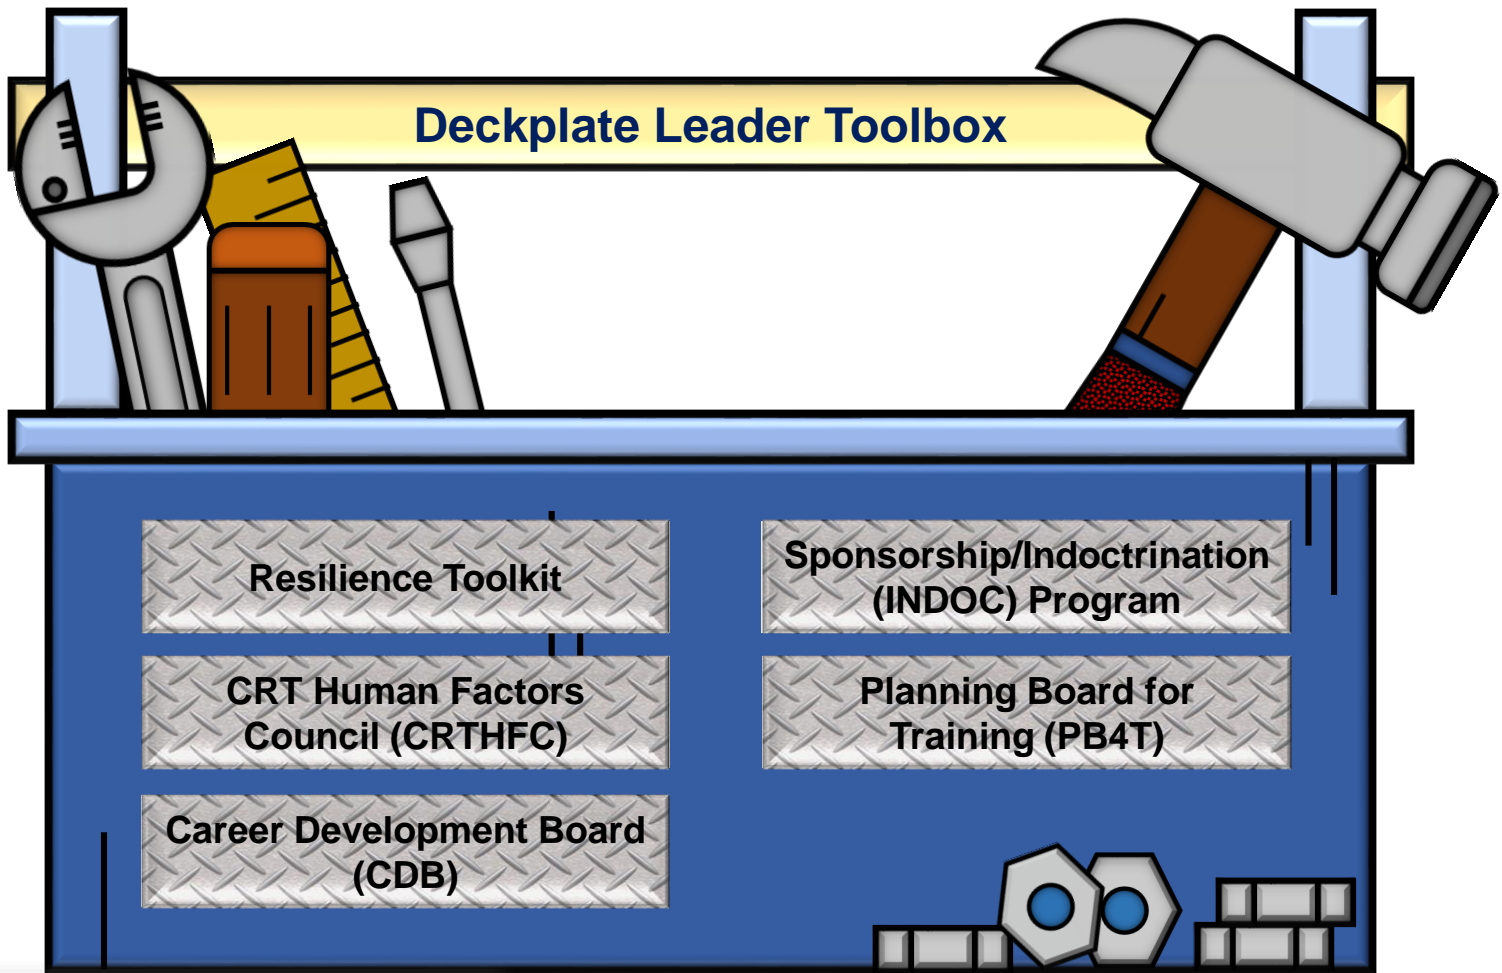 Deckplate Leader Toolbox
Resilience Toolkit
Sponsorship/Indoctrination
(INDOC) Program
CRT Human Factors
Council (CRTHFC)
Planning Board for
Training (PB4T)
Career Development Board
(CDB)